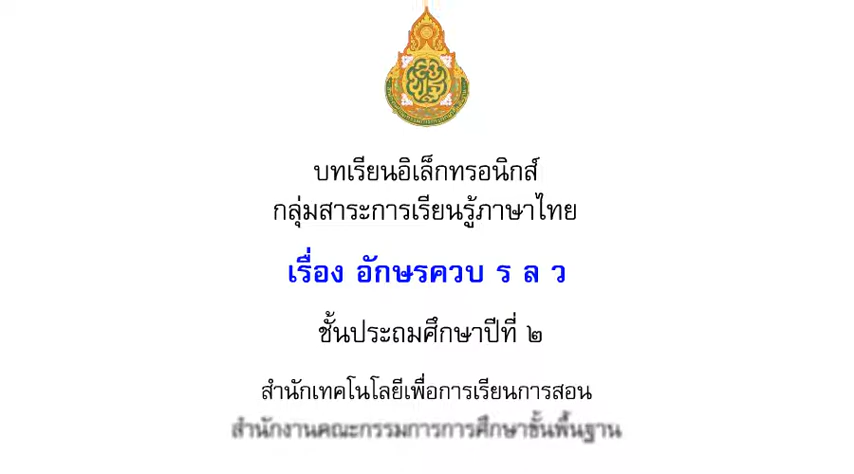 บทเรียนอิเล็กทรอนิกส์
กลุ่มสาระการเรียนรู้ภาษาไทย
เรื่อง อักษรควบ ร ล ว
ชั้นประถมศึกษาปีที่ ๒
สำนักเทคโนโลยีเพื่อการเรียนการสอน
สำนักงานคณะกรรมการการศึกษาขั้นพื้นฐาน